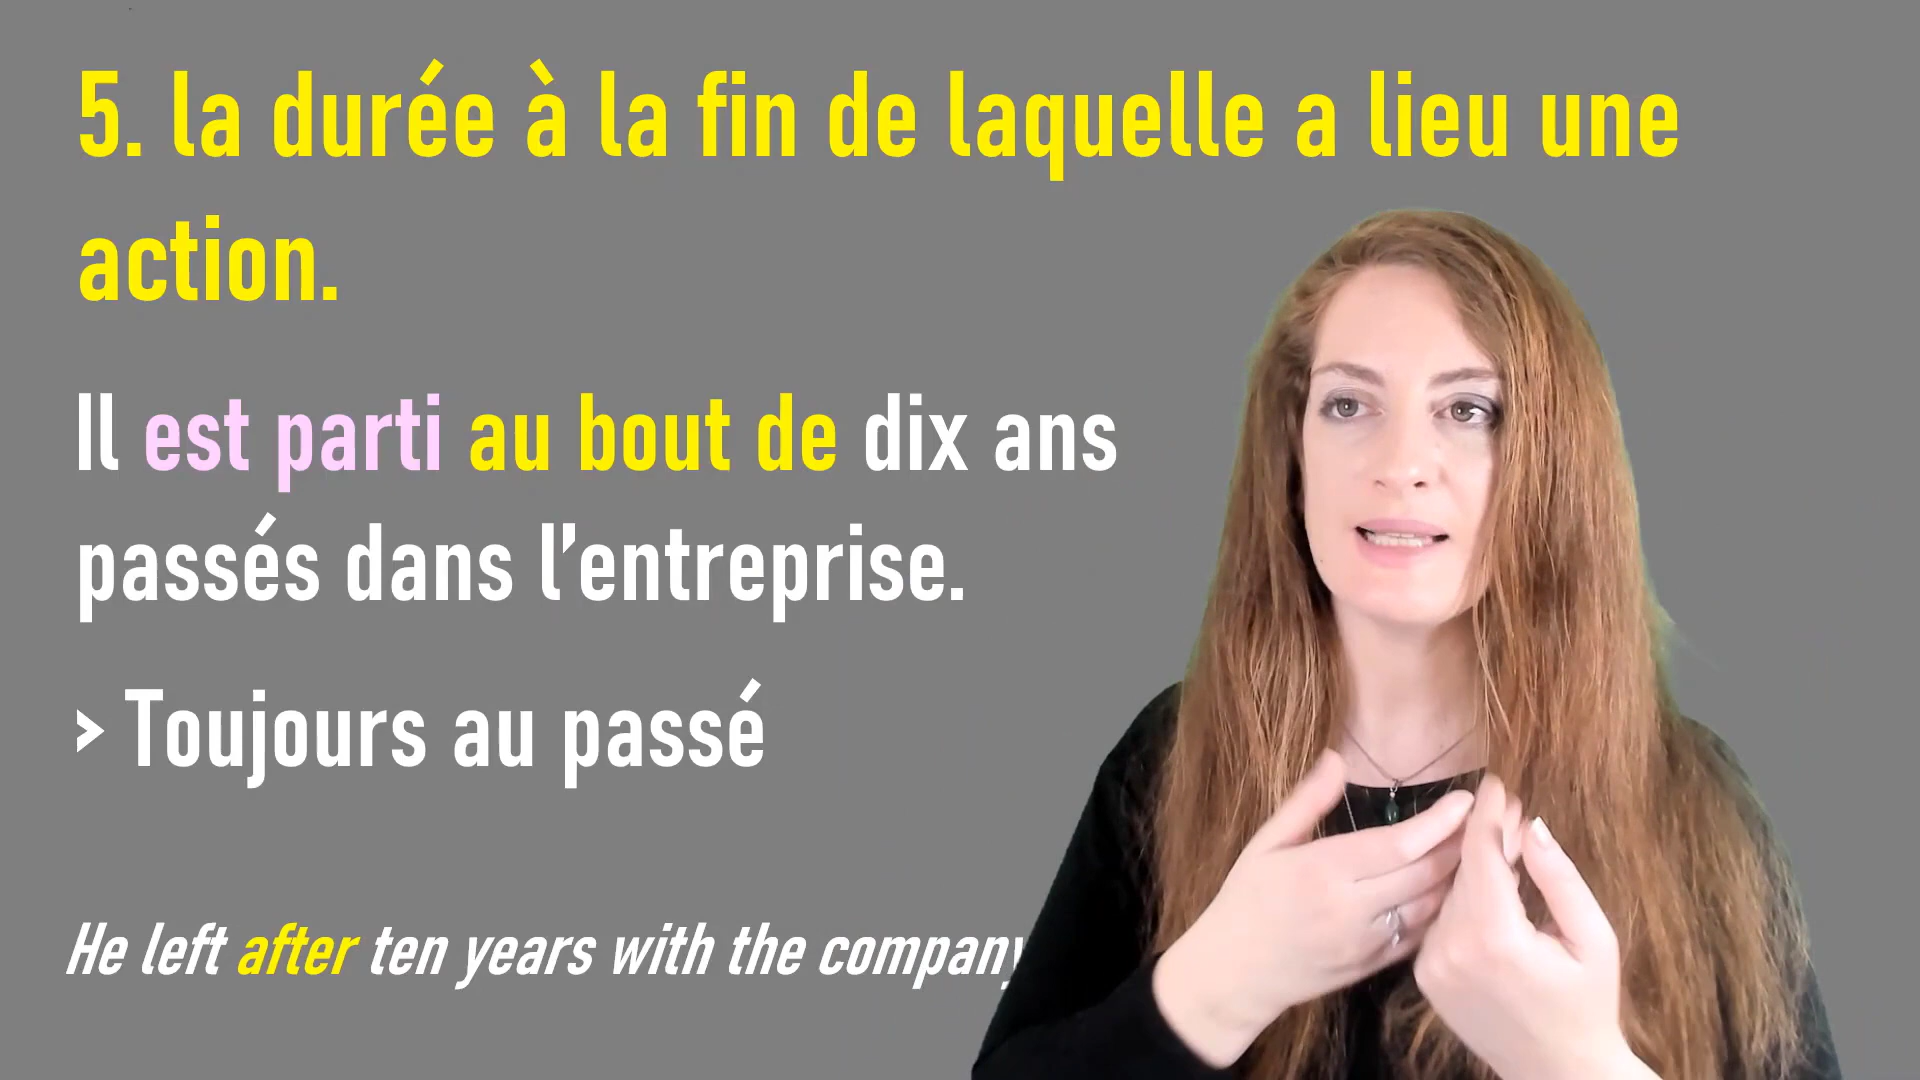 5. la durée à la fin de laquelle a lieu une
action.
Il est parti au bout de dix ans
passés dans l’entreprise.
> Toujours au passé
He left after ten years with the company